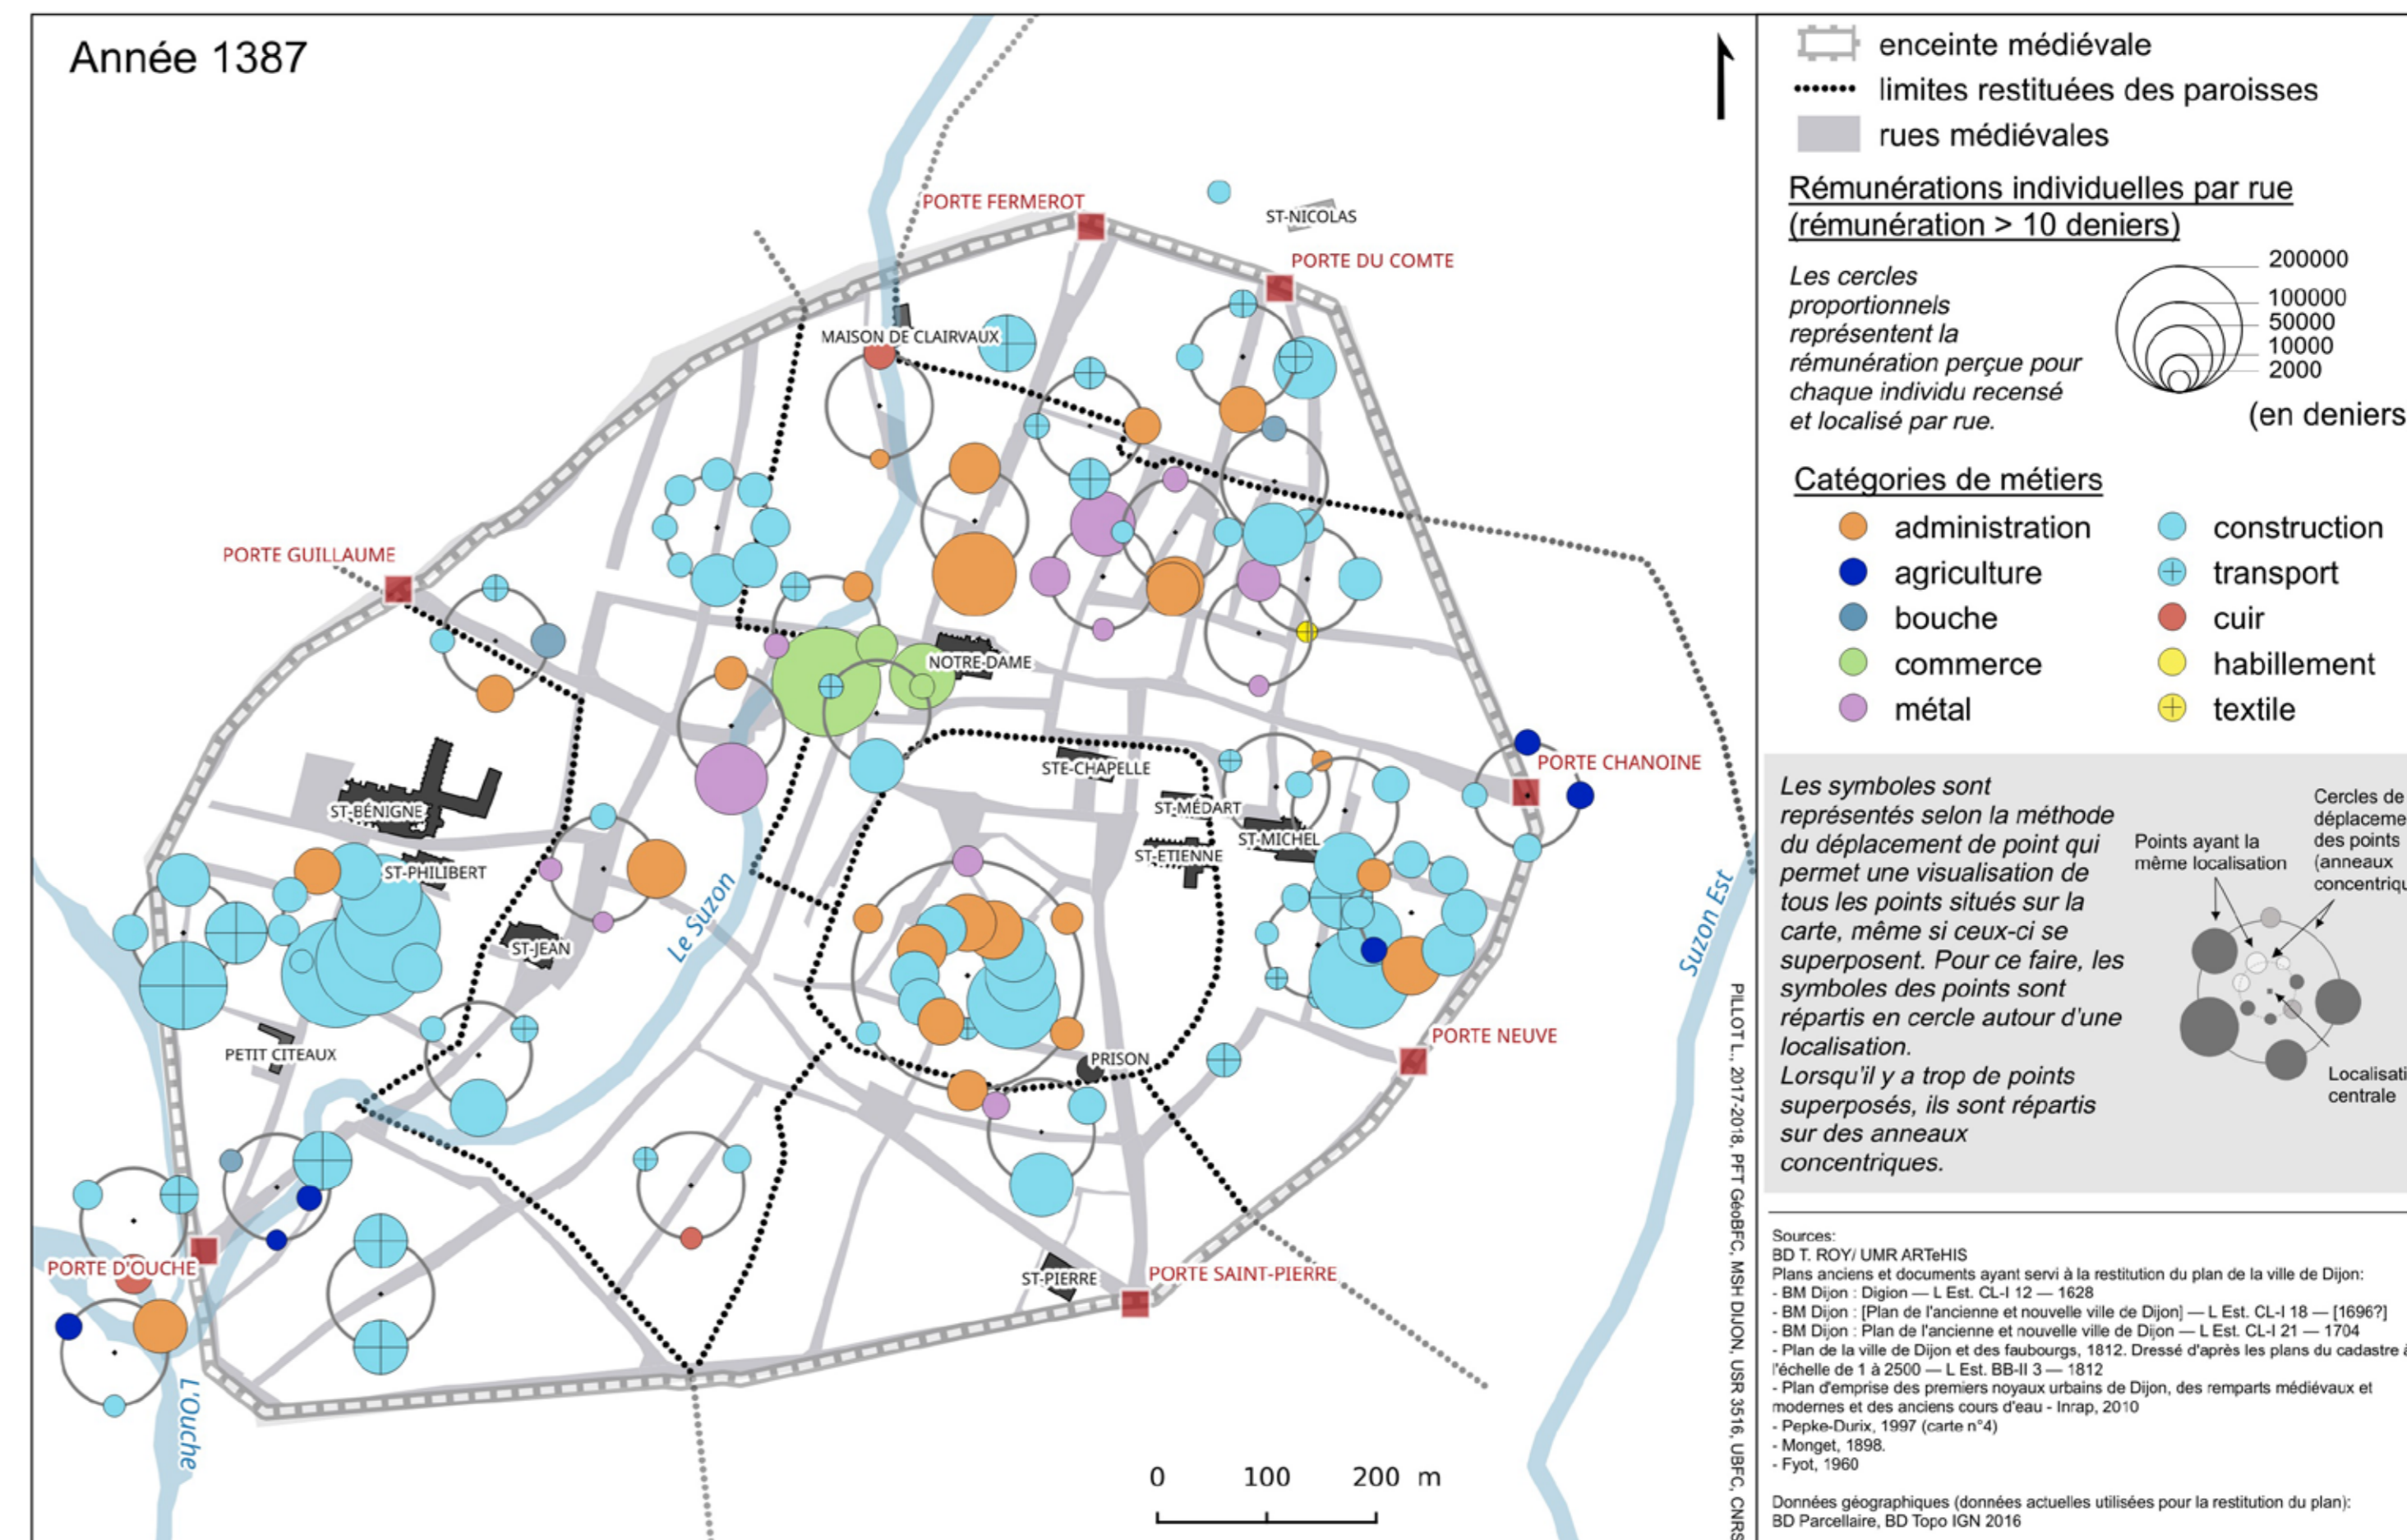 Année 1387
PORTE FERMEROT
ST-NICOLAS
PORTE DU COMTE
MAISON DE CLAIRVAUX
PORTE GUILLAUME
NOTRE-DAME
PORTE CHANOINE
STE-CHAPELLE
ST-BÉNIGNE
ST-MÉDART
ST-MICHEL
ST-ETIENNE
ST-PHILIBERT
Le Suzon
Suzon Est
ST-JEAN
PORTE NEUVE
PETIT CITEAUX
PRISON
PORTE D'OUCHE
ST-PIERRE
PORTE SAINT-PIERRE
L'Ouche
0 100 200 m
PILLOT L., 2017-2018, PFT GéoBFC, MSH DIJON, USR 3516, UBFC, CNRS
enceinte médiévale
limites restituées des paroisses
rues médiévales
Rémunérations individuelles par rue
(rémunération > 10 deniers)
Les cercles
proportionnels
représentent la
rémunération perçue pour
chaque individu recensé
et localisé par rue.
200000
100000
50000
10000
2000
(en deniers
Catégories de métiers
administration
agriculture
bouche
commerce
métal
construction
transport
cuir
habillement
textile
Les symboles sont
représentés selon la méthode
du déplacement de point qui
permet une visualisation de
tous les points situés sur la
carte, même si ceux-ci se
superposent. Pour ce faire, les
symboles des points sont
répartis en cercle autour d'une
localisation.
Lorsqu'il y a trop de points
superposés, ils sont répartis
sur des anneaux
concentriques.
Points ayant la
même localisation
Cercles de
déplaceme
des points
(anneaux
concentriqu
Localisati
centrale
Sources:
BD T. ROY/ UMR ARTeHIS
Plans anciens et documents ayant servi à la restitution du plan de la ville de Dijon:
- BM Dijon : Digion — L Est. CL-I 12 — 1628
- BM Dijon : [Plan de l'ancienne et nouvelle ville de Dijon] — L Est. CL-I 18 — [1696?]
- BM Dijon : Plan de l'ancienne et nouvelle ville de Dijon — L Est. CL-I 21 — 1704
- Plan de la ville de Dijon et des faubourgs, 1812. Dressé d'après les plans du cadastre à
l'échelle de 1 à 2500 — L Est. BB-II 3 — 1812
- Plan d'emprise des premiers noyaux urbains de Dijon, des remparts médiévaux et
modernes et des anciens cours d'eau - Inrap, 2010
- Pepke-Durix, 1997 (carte n°4)
- Monget, 1898.
- Fyot, 1960
Données géographiques (données actuelles utilisées pour la restitution du plan):
BD Parcellaire, BD Topo IGN 2016